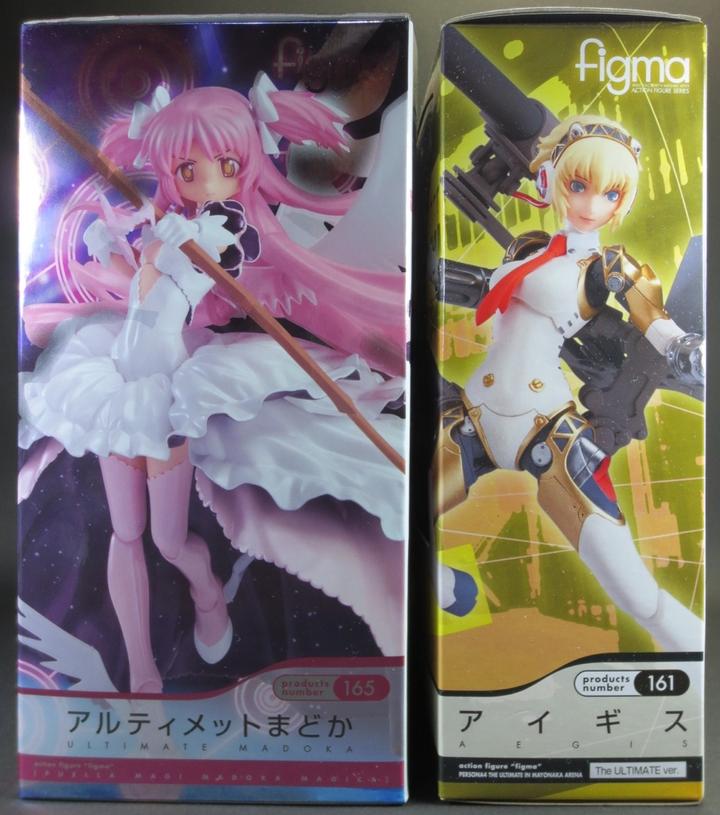 figma
products
number 165
アルティメットまどか
ULTIMATE MADOKA
action figure "figma"
[PUELLA MAGI MADOKA MAGICA]
figma
ACTION FIGURE SERIES
products
number 161
アイギス
AEGIS
action figure "figma"
PERSONA4 THE ULTIMATE IN MAYONAKA ARENA
The ULTIMATE ver.